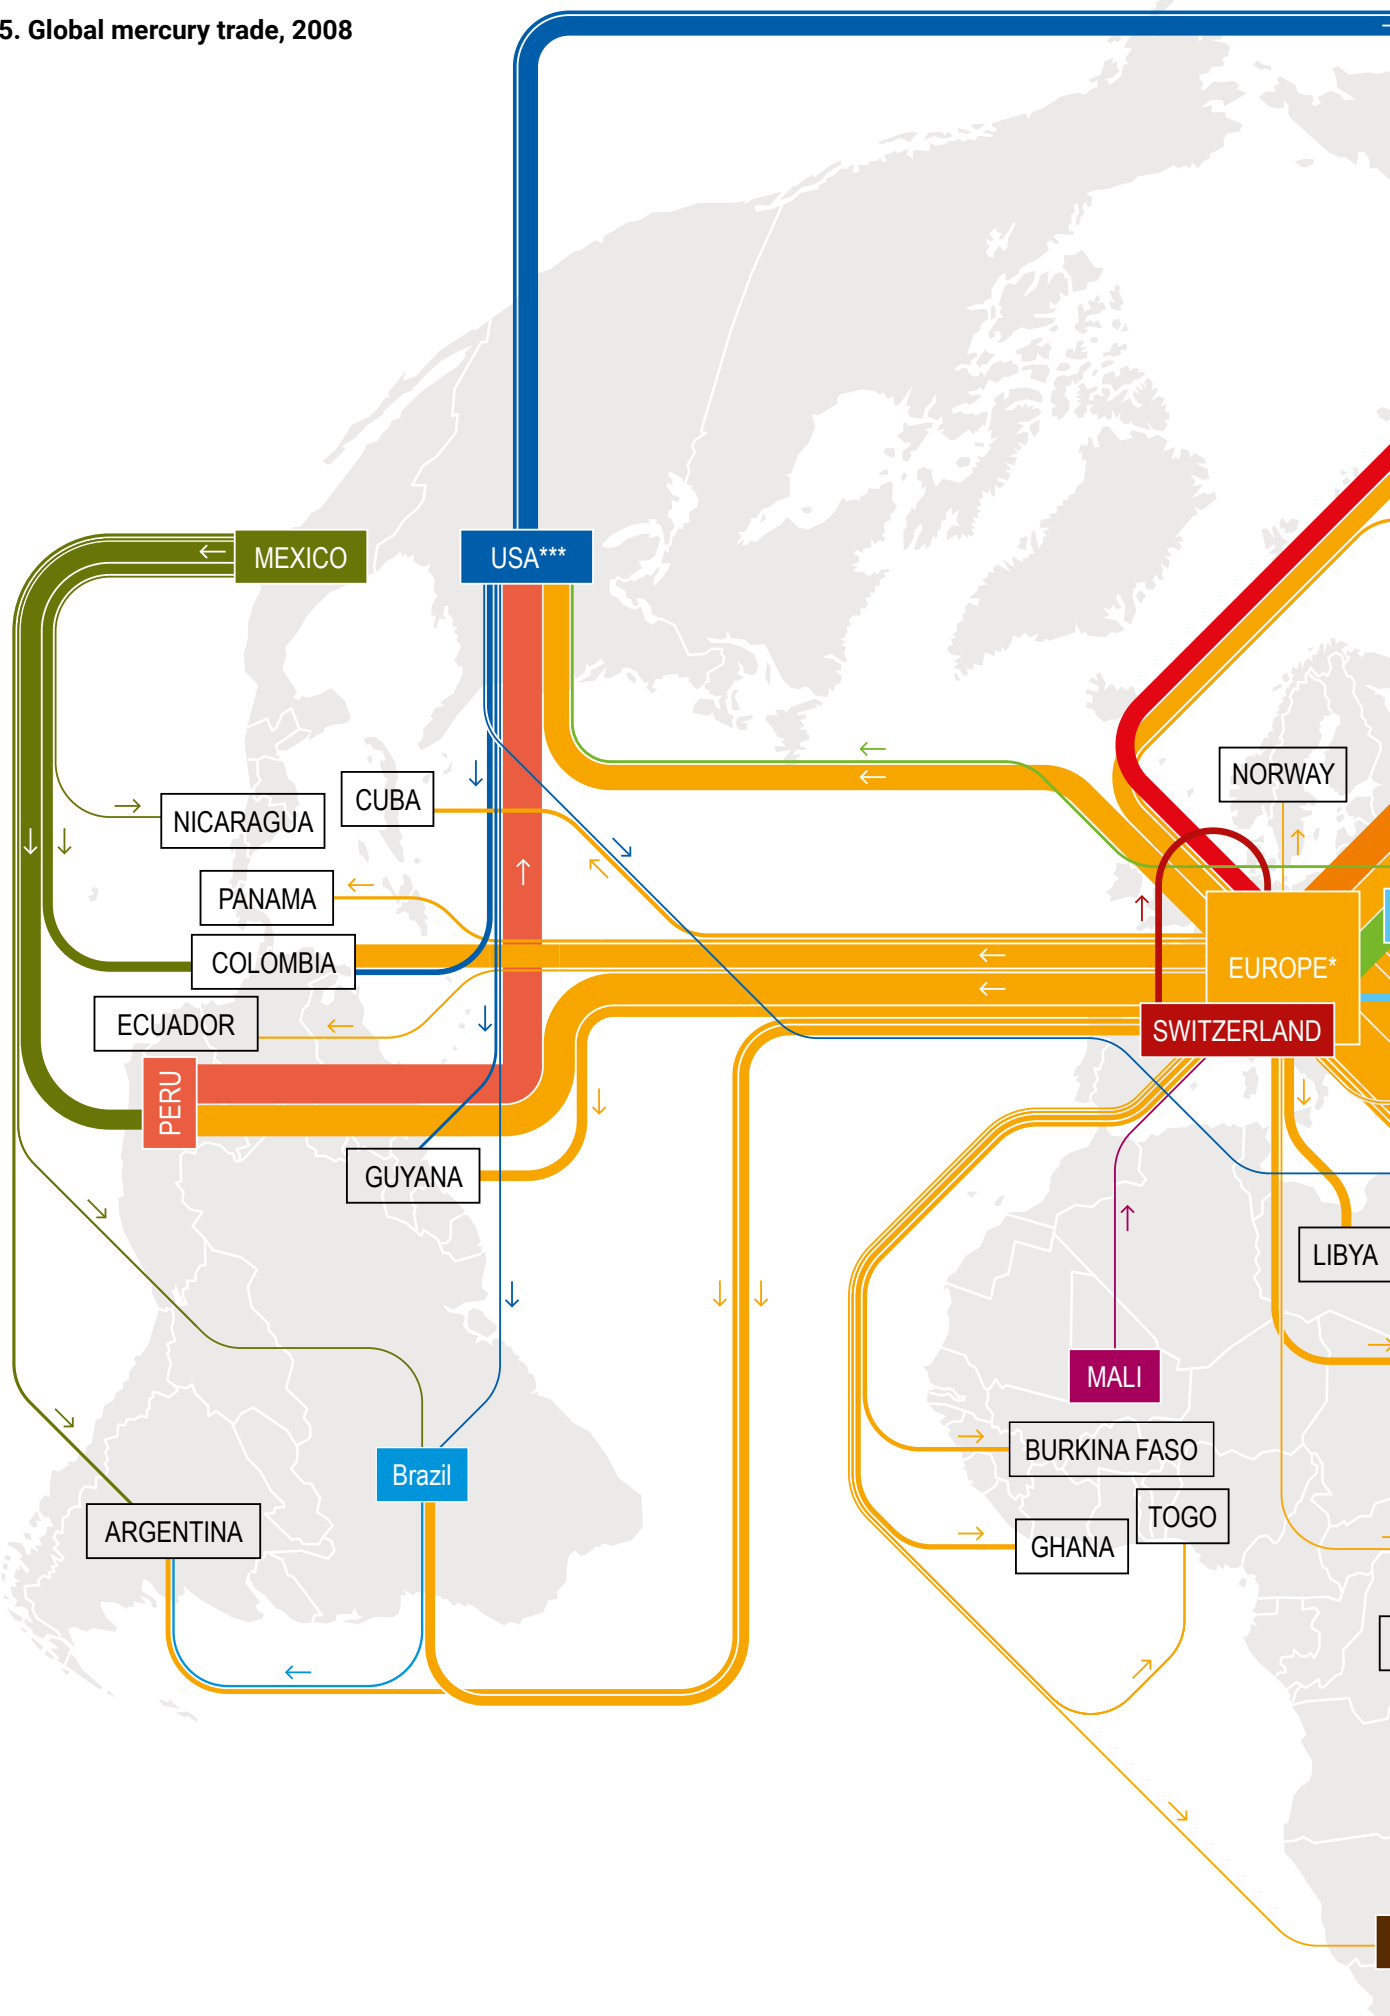 5. Global mercury trade, 2008
MEXICO
USA***
NORWAY
CUBA
NICARAGUA
PANAMA
COLOMBIA
EUROPE*
ECUADOR
SWITZERLAND
PERU
GUYANA
LIBYA
MALI
BURKINA FASO
Brazil
TOGO
ARGENTINA
GHANA